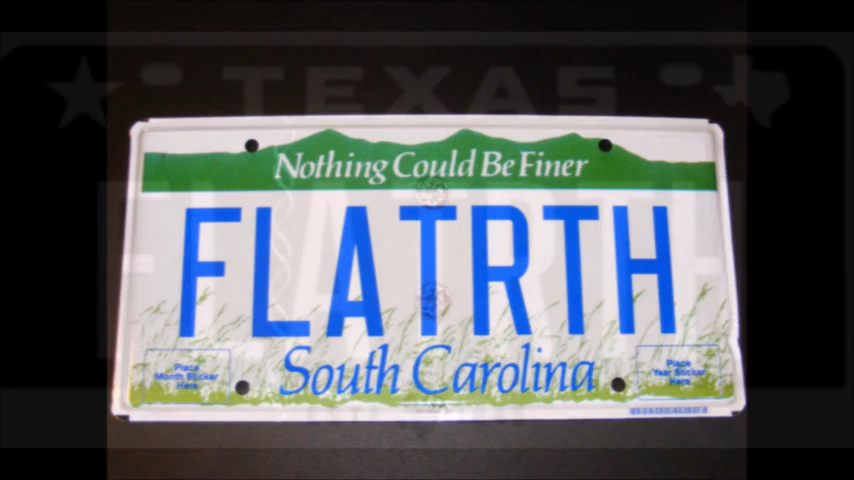 TEXAS
Nothing Could Be Finer
FLATRTH
South Carolina
Place
Month Sticker
Here
Place
Year Sticker
Here